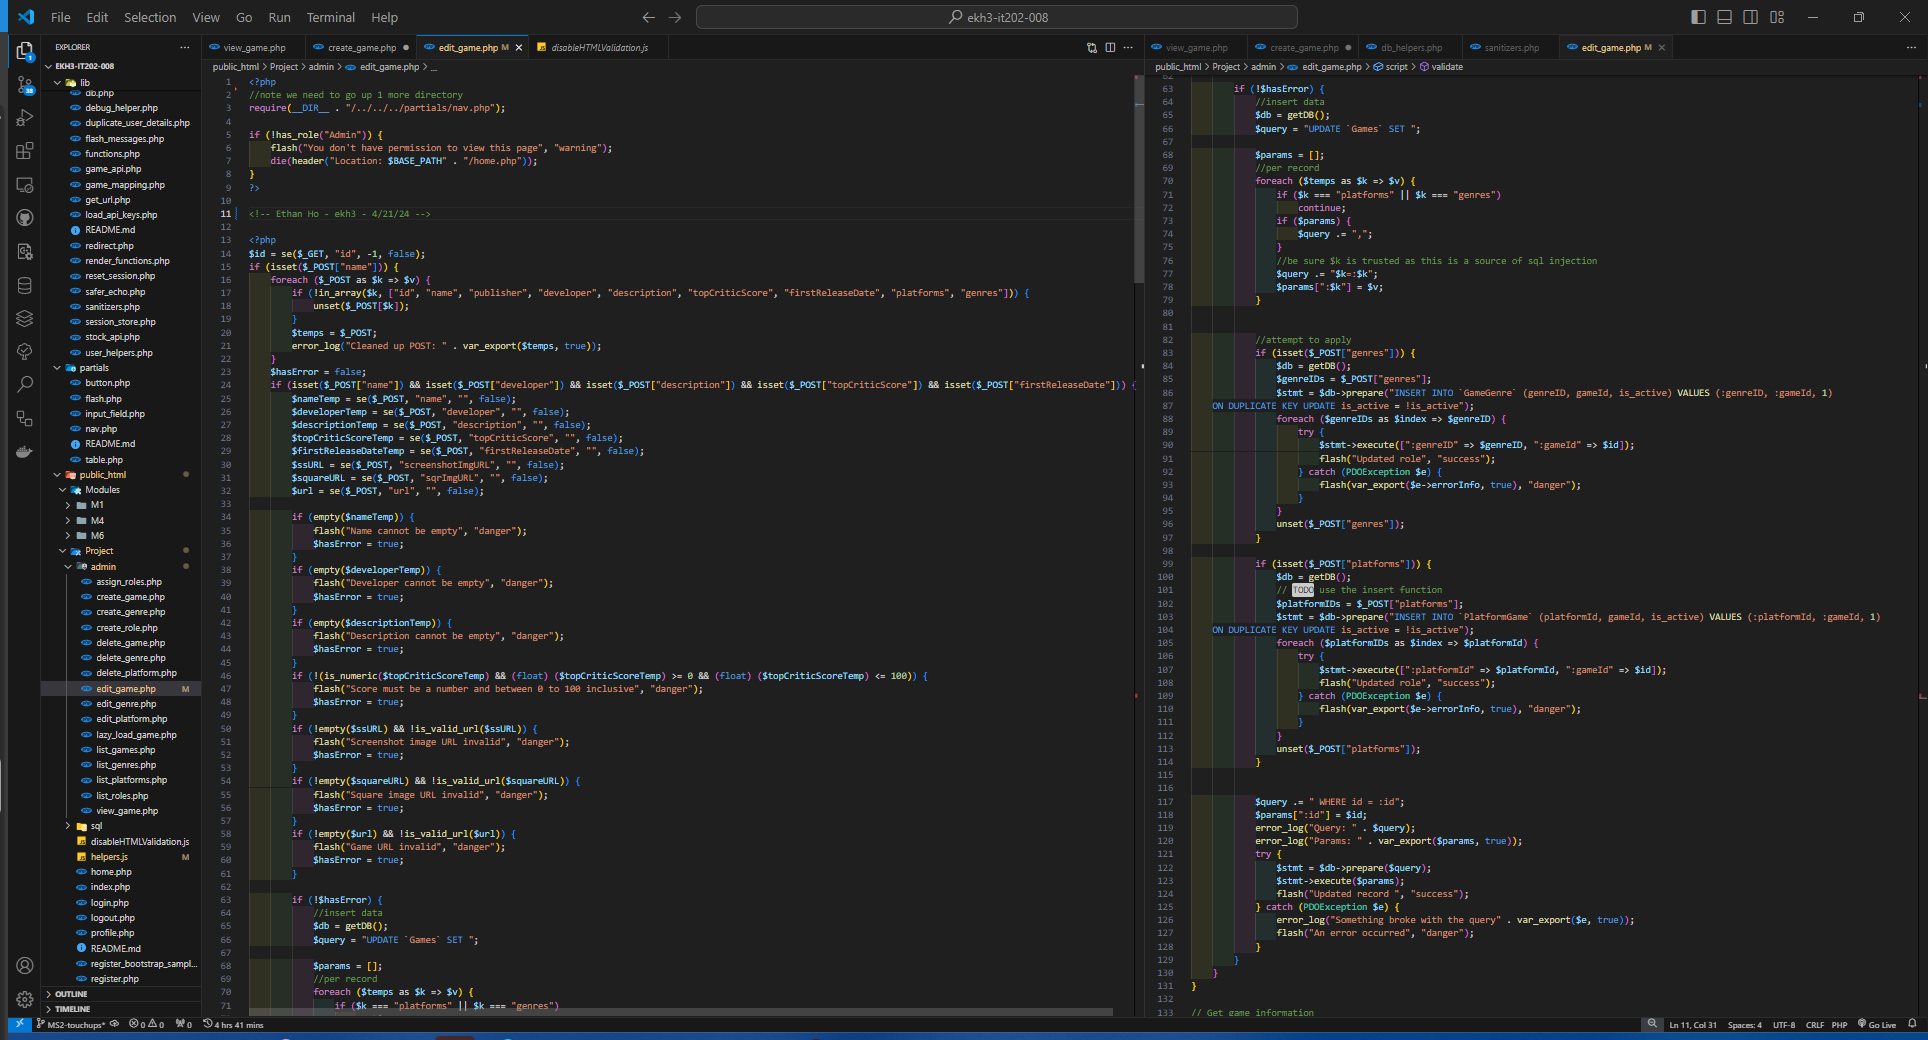 File Edit Selection View Go Run Terminal Help
ekh3-it202-008
EXPLORER
EKH3-IT202-008
lib
db.php
debug_helper.php
duplicate_user_details.php
flash_messages.php
functions.php
game_api.php
game_mapping.php
get_url.php
load_api_keys.php
README.md
redirect.php
render_functions.php
reset_session.php
safer_echo.php
sanitizers.php
session_store.php
stock_api.php
user_helpers.php
partials
button.php
flash.php
input_field.php
nav.php
README.md
table.php
public_html
Modules
M1
M4
M6
Project
admin
assign_roles.php
create_game.php
create_genre.php
create_role.php
delete_game.php
delete_genre.php
delete_platform.php
edit_game.php M
edit_genre.php
edit_platform.php
lazy_load_game.php
list_games.php
list_genres.php
list_platforms.php
list_roles.php
view_game.php
sql
disableHTMLValidation.js
helpers.js M
home.php
index.php
login.php
logout.php
profile.php
README.md
register_bootstrap_sampl...
register.php
OUTLINE
TIMELINE
view_game.php create_game.php edit_game.php M disableHTMLValidation.js
public_html > Project > admin > edit_game.php > ...
1 <?php
2 //note we need to go up 1 more directory
3 require(__DIR__ . "/../../../partials/nav.php");
4
5 if (!has_role("Admin")) {
6 flash("You don't have permission to view this page", "warning");
7 die(header("Location: $BASE_PATH" . "/home.php"));
8 }
9 ?>
10
11 <!-- Ethan Ho - ekh3 - 4/21/24 -->
12
13 <?php
14 $id = se($_GET, "id", -1, false);
15 if (isset($_POST["name"])) {
16 foreach ($_POST as $k => $v) {
17 if (!in_array($k, ["id", "name", "publisher", "developer", "description", "topCriticScore", "firstReleaseDate", "platforms", "genres"])) {
18 unset($_POST[$k]);
19 }
20 $temps = $_POST;
21 error_log("Cleaned up POST: " . var_export($temps, true));
22 }
23 $hasError = false;
24 if (isset($_POST["name"]) && isset($_POST["developer"]) && isset($_POST["description"]) && isset($_POST["topCriticScore"]) && isset($_POST["firstReleaseDate"])) {
25 $nameTemp = se($_POST, "name", "", false);
26 $developerTemp = se($_POST, "developer", "", false);
27 $descriptionTemp = se($_POST, "description", "", false);
28 $topCriticScoreTemp = se($_POST, "topCriticScore", "", false);
29 $firstReleaseDateTemp = se($_POST, "firstReleaseDate", "", false);
30 $ssURL = se($_POST, "screenshotImgURL", "", false);
31 $squareURL = se($_POST, "sqrImgURL", "", false);
32 $url = se($_POST, "url", "", false);
33
34 if (empty($nameTemp)) {
35 flash("Name cannot be empty", "danger");
36 $hasError = true;
37 }
38 if (empty($developerTemp)) {
39 flash("Developer cannot be empty", "danger");
40 $hasError = true;
41 }
42 if (empty($descriptionTemp)) {
43 flash("Description cannot be empty", "danger");
44 $hasError = true;
45 }
46 if (!(is_numeric($topCriticScoreTemp) && (float) ($topCriticScoreTemp) >= 0 && (float) ($topCriticScoreTemp) <= 100)) {
47 flash("Score must be a number and between 0 to 100 inclusive", "danger");
48 $hasError = true;
49 }
50 if (!empty($ssURL) && !is_valid_url($ssURL)) {
51 flash("Screenshot image URL invalid", "danger");
52 $hasError = true;
53 }
54 if (!empty($squareURL) && !is_valid_url($squareURL)) {
55 flash("Square image URL invalid", "danger");
56 $hasError = true;
57 }
58 if (!empty($url) && !is_valid_url($url)) {
59 flash("Game URL invalid", "danger");
60 $hasError = true;
61 }
62
63 if (!$hasError) {
64 //insert data
65 $db = getDB();
66 $query = "UPDATE `Games` SET ";
67
68 $params = [];
69 //per record
70 foreach ($temps as $k => $v) {
71 if ($k === "platforms" || $k === "genres")
view_game.php create_game.php db_helpers.php sanitizers.php edit_game.php M
public_html > Project > admin > edit_game.php > script > validate
62
63 if (!$hasError) {
64 //insert data
65 $db = getDB();
66 $query = "UPDATE `Games` SET ";
67
68 $params = [];
69 //per record
70 foreach ($temps as $k => $v) {
71 if ($k === "platforms" || $k === "genres")
72 continue;
73 if ($params) {
74 $query .= ",";
75 }
76 //be sure $k is trusted as this is a source of sql injection
77 $query .= "$k=:$k";
78 $params[":$k"] = $v;
79 }
80
81
82 //attempt to apply
83 if (isset($_POST["genres"])) {
84 $db = getDB();
85 $genreIDs = $_POST["genres"];
86 $stmt = $db->prepare("INSERT INTO `GameGenre` (genreID, gameId, is_active) VALUES (:genreID, :gameId, 1)
87 ON DUPLICATE KEY UPDATE is_active = !is_active");
88 foreach ($genreIDs as $index => $genreID) {
89 try {
90 $stmt->execute([":genreID" => $genreID, ":gameId" => $id]);
91 flash("Updated role", "success");
92 } catch (PDOException $e) {
93 flash(var_export($e->errorInfo, true), "danger");
94 }
95 }
96 unset($_POST["genres"]);
97 }
98
99 if (isset($_POST["platforms"])) {
100 $db = getDB();
101 // TODO use the insert function
102 $platformIDs = $_POST["platforms"];
103 $stmt = $db->prepare("INSERT INTO `PlatformGame` (platformId, gameId, is_active) VALUES (:platformId, :gameId, 1)
104 ON DUPLICATE KEY UPDATE is_active = !is_active");
105 foreach ($platformIDs as $index => $platformId) {
106 try {
107 $stmt->execute([":platformId" => $platformId, ":gameId" => $id]);
108 flash("Updated role", "success");
109 } catch (PDOException $e) {
110 flash(var_export($e->errorInfo, true), "danger");
111 }
112 }
113 unset($_POST["platforms"]);
114 }
115
116
117 $query .= " WHERE id = :id";
118 $params[":id"] = $id;
119 error_log("Query: " . $query);
120 error_log("Params: " . var_export($params, true));
121 try {
122 $stmt = $db->prepare($query);
123 $stmt->execute($params);
124 flash("Updated record ", "success");
125 } catch (PDOException $e) {
126 error_log("Something broke with the query" . var_export($e, true));
127 flash("An error occurred", "danger");
128 }
129 }
130 }
131 }
132
133 // Get game information
MS2-touchups* 0 0 0 4 hrs 41 mins
Ln 11, Col 31 Spaces: 4 UTF-8 CRLF PHP Go Live